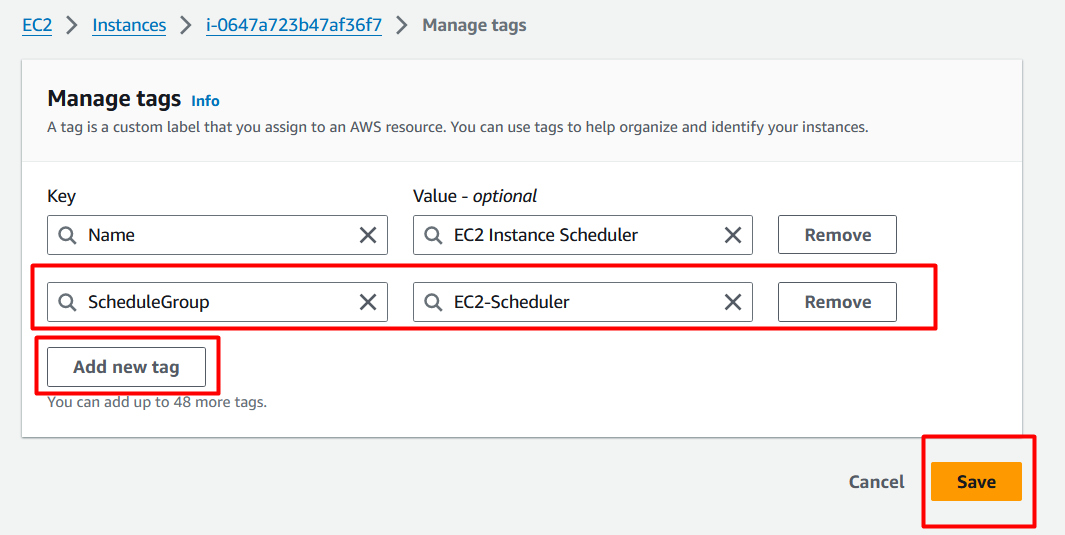 EC2 > Instances > i-0647a723b47af36f7 > Manage tags
Manage tags Info
A tag is a custom label that you assign to an AWS resource. You can use tags to help organize and identify your instances.
Key Value - optional
Name EC2 Instance Scheduler Remove
ScheduleGroup EC2-Scheduler Remove
Add new tag
You can add up to 48 more tags.
Cancel Save